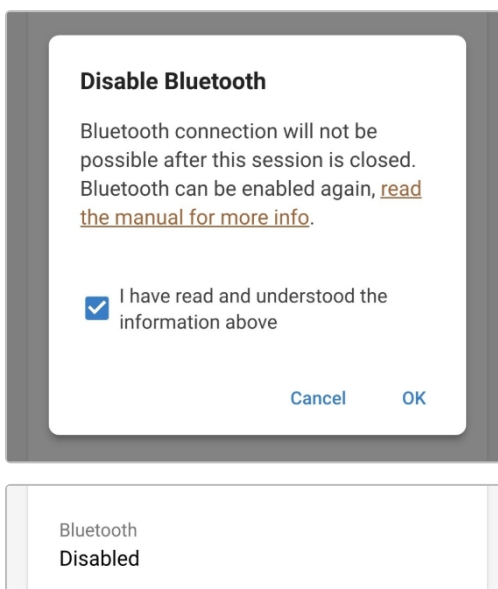 Disable Bluetooth
Bluetooth connection will not be
possible after this session is closed.
Bluetooth can be enabled again, read
the manual for more info.
I have read and understood the
information above
Cancel OK
Bluetooth
Disabled